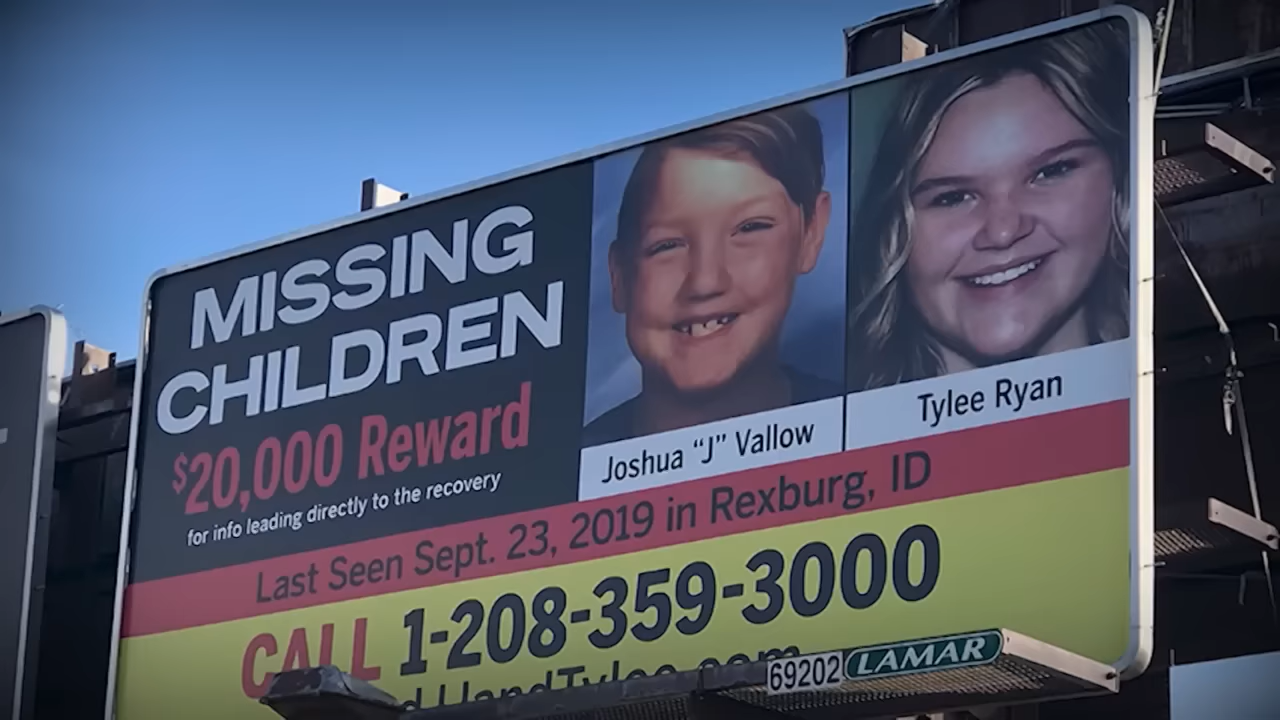 MISSING
CHILDREN
$20,000 Reward
for info leading directly to the recovery
Joshua “J” Vallow
Tylee Ryan
Last Seen Sept. 23, 2019 in Rexburg, ID
CALL 1-208-359-3000
69202 LAMAR